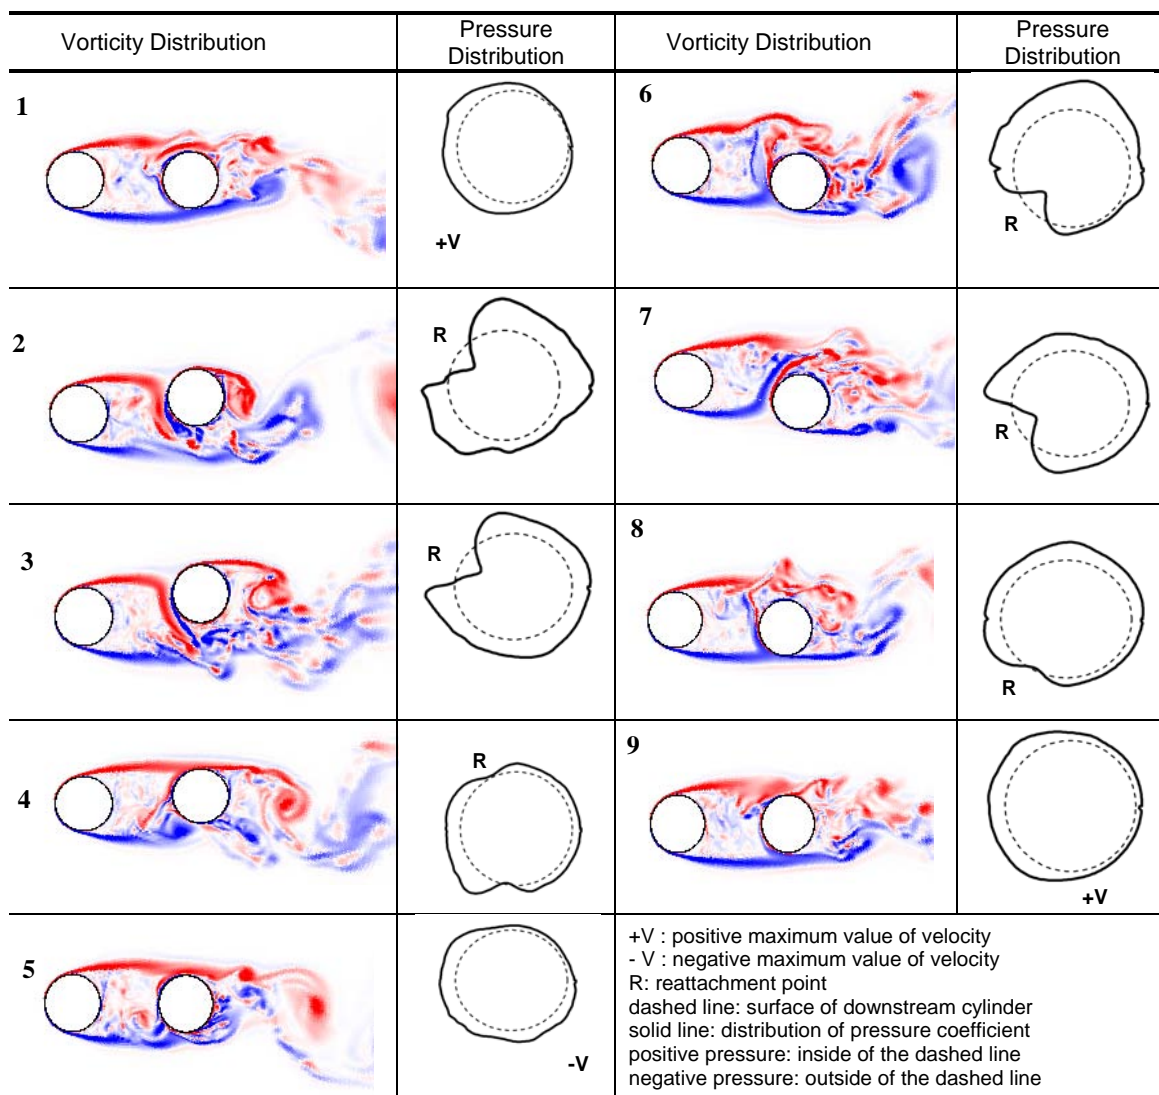 Vorticity Distribution
Pressure
Distribution
Vorticity Distribution
Pressure
Distribution
1
+V
6
R
2
R
7
R
3
R
8
R
4
R
9
+V
5
-V
+V : positive maximum value of velocity
- V : negative maximum value of velocity
R: reattachment point
dashed line: surface of downstream cylinder
solid line: distribution of pressure coefficient
positive pressure: inside of the dashed line
negative pressure: outside of the dashed line